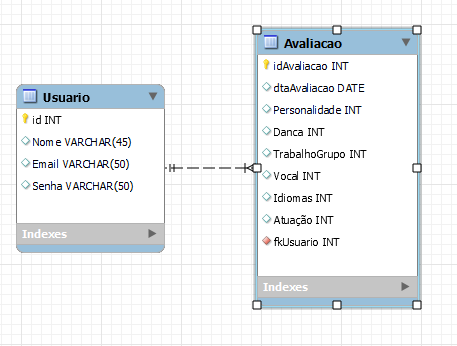 Usuario
id INT
Nome VARCHAR(45)
Email VARCHAR(50)
Senha VARCHAR(50)
Indexes
Avaliacao
idAvaliacao INT
dtaAvaliacao DATE
Personalidade INT
Danca INT
TrabalhoGrupo INT
Vocal INT
Idiomas INT
Atuação INT
fkUsuario INT
Indexes